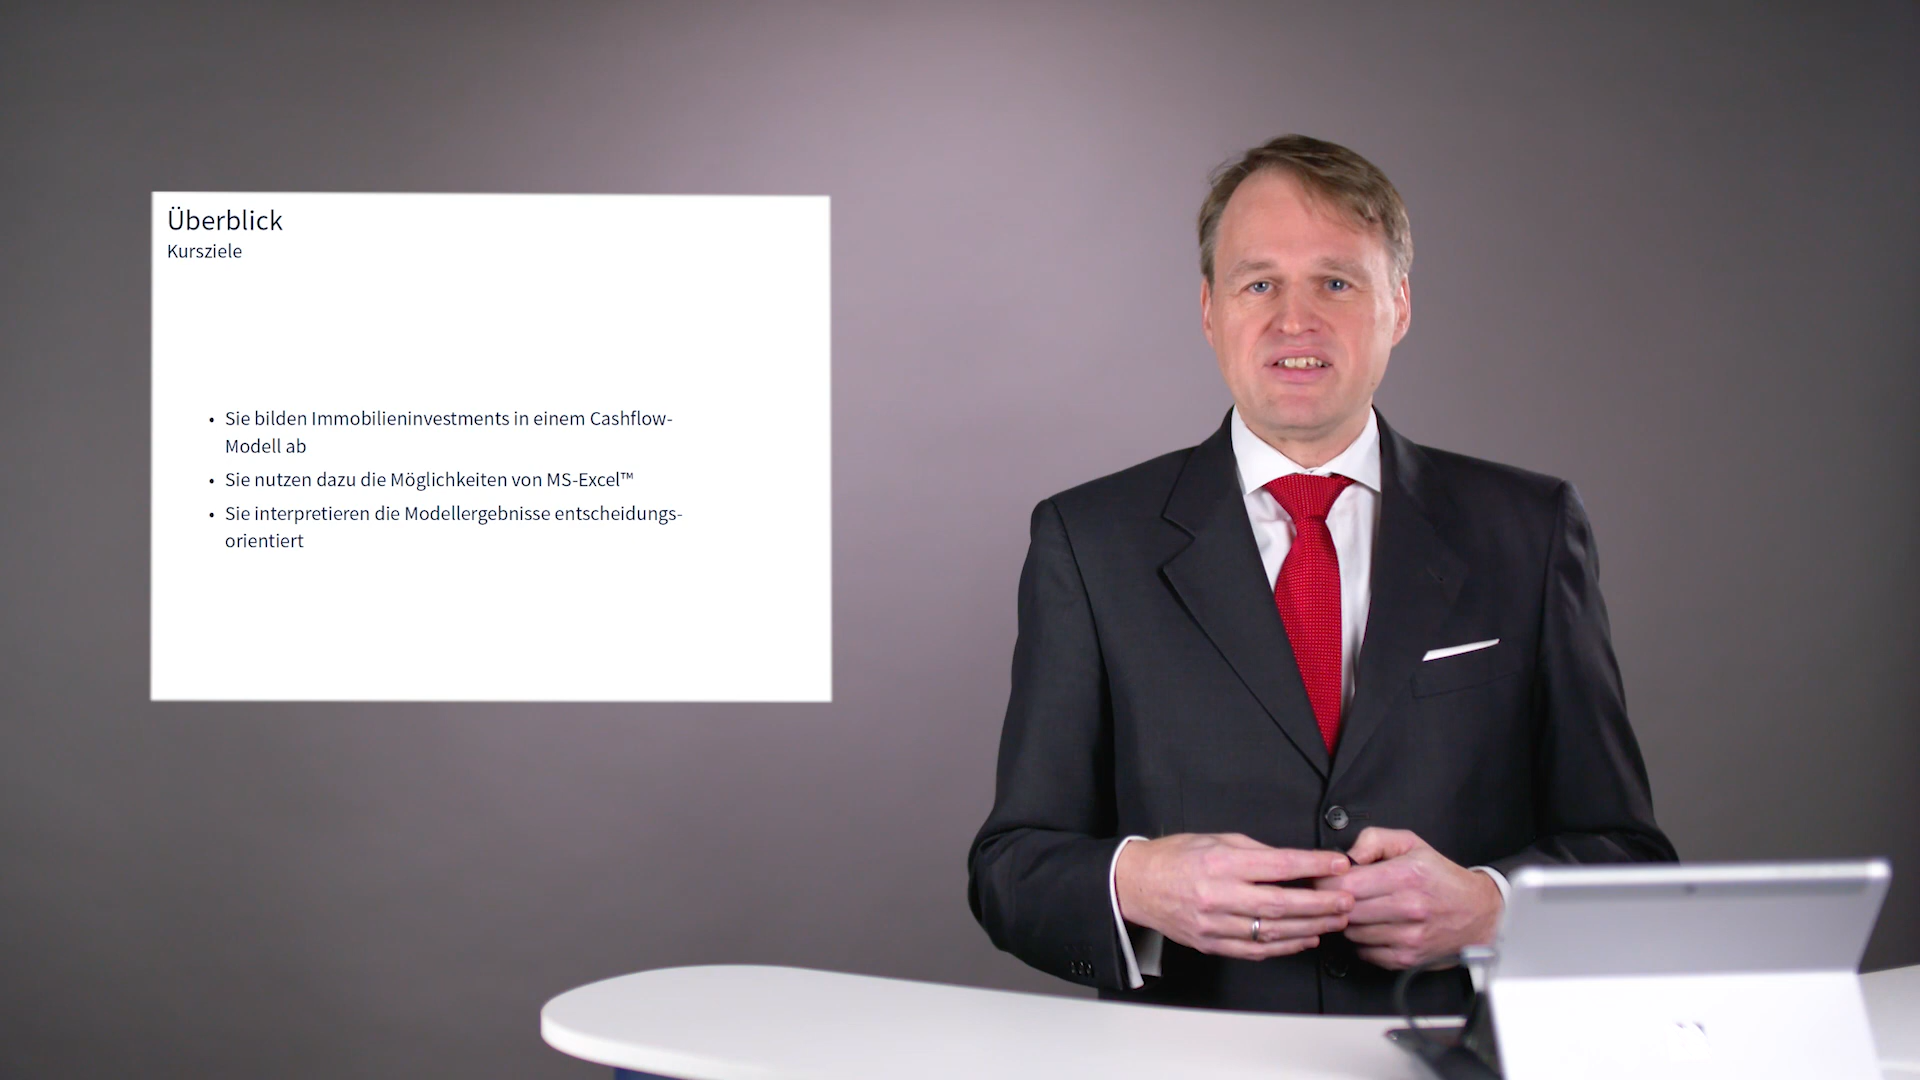 Überblick
Kursziele
• Sie bilden Immobilieninvestments in einem Cashflow-
Modell ab
• Sie nutzen dazu die Möglichkeiten von MS-Excel™
• Sie interpretieren die Modellergebnisse entscheidungs-
orientiert